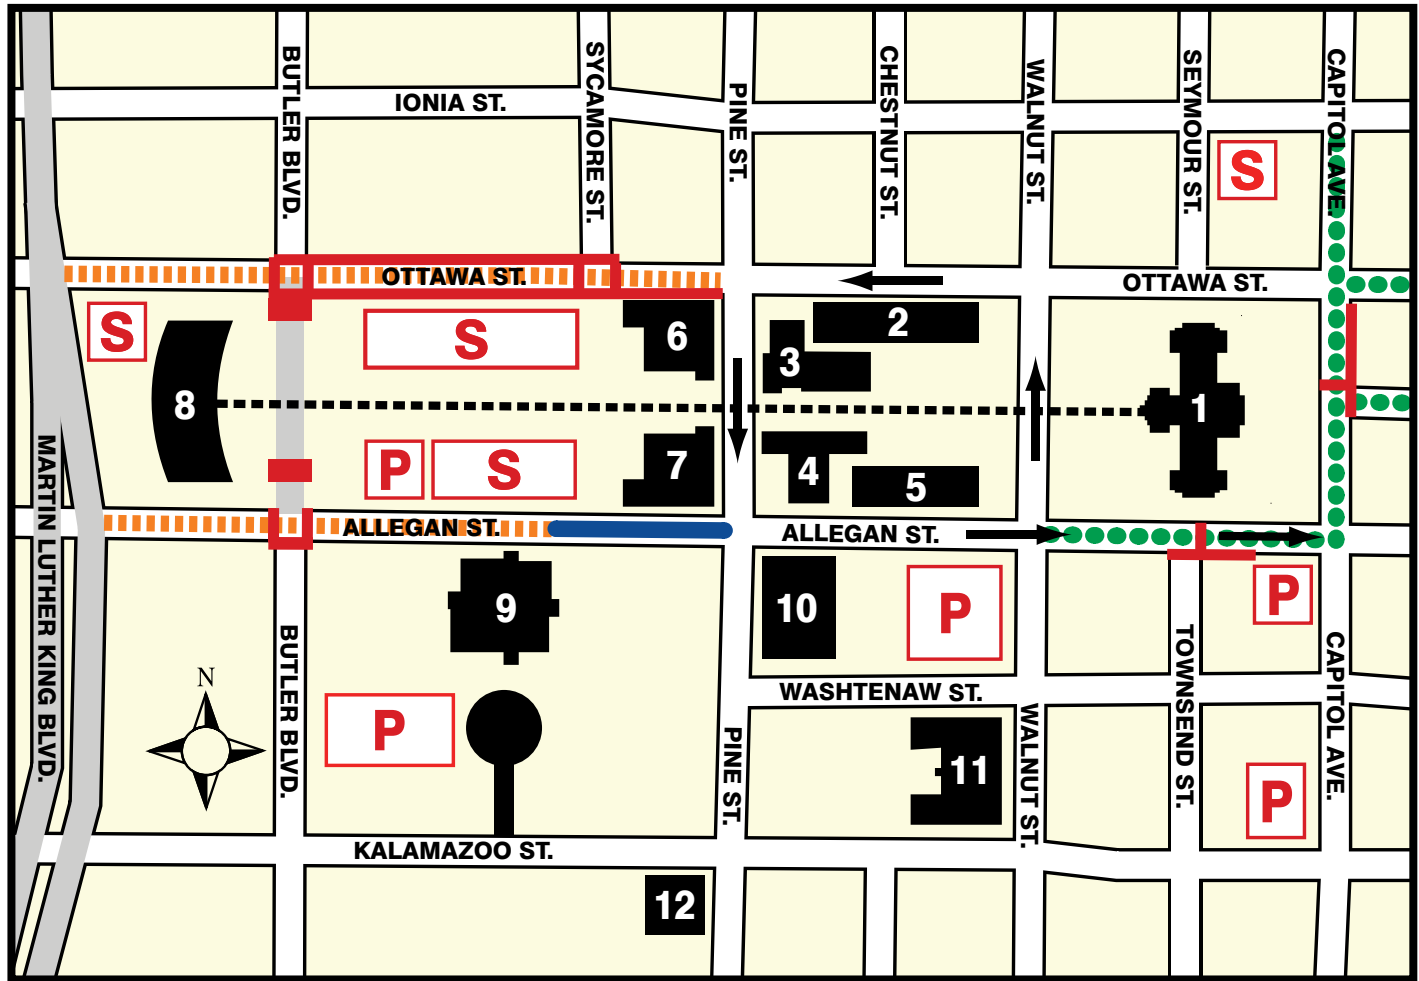 BUTLER BLVD.
SYCAMORE ST.
PINE ST.
CHESTNUT ST.
WALNUT ST.
SEYMOUR ST.
CAPITOL AVE.
IONIA ST.
S
OTTAWA ST.
OTTAWA ST.
S
S
6
2
3
8
1
P
S
7
4
5
MARTIN LUTHER KING BLVD.
ALLEGAN ST.
ALLEGAN ST.
9
10
P
P
BUTLER BLVD.
TOWNSEND ST.
CAPITOL AVE.
N
WASHTENAW ST.
P
PINE ST.
WALNUT ST.
11
P
KALAMAZOO ST.
12